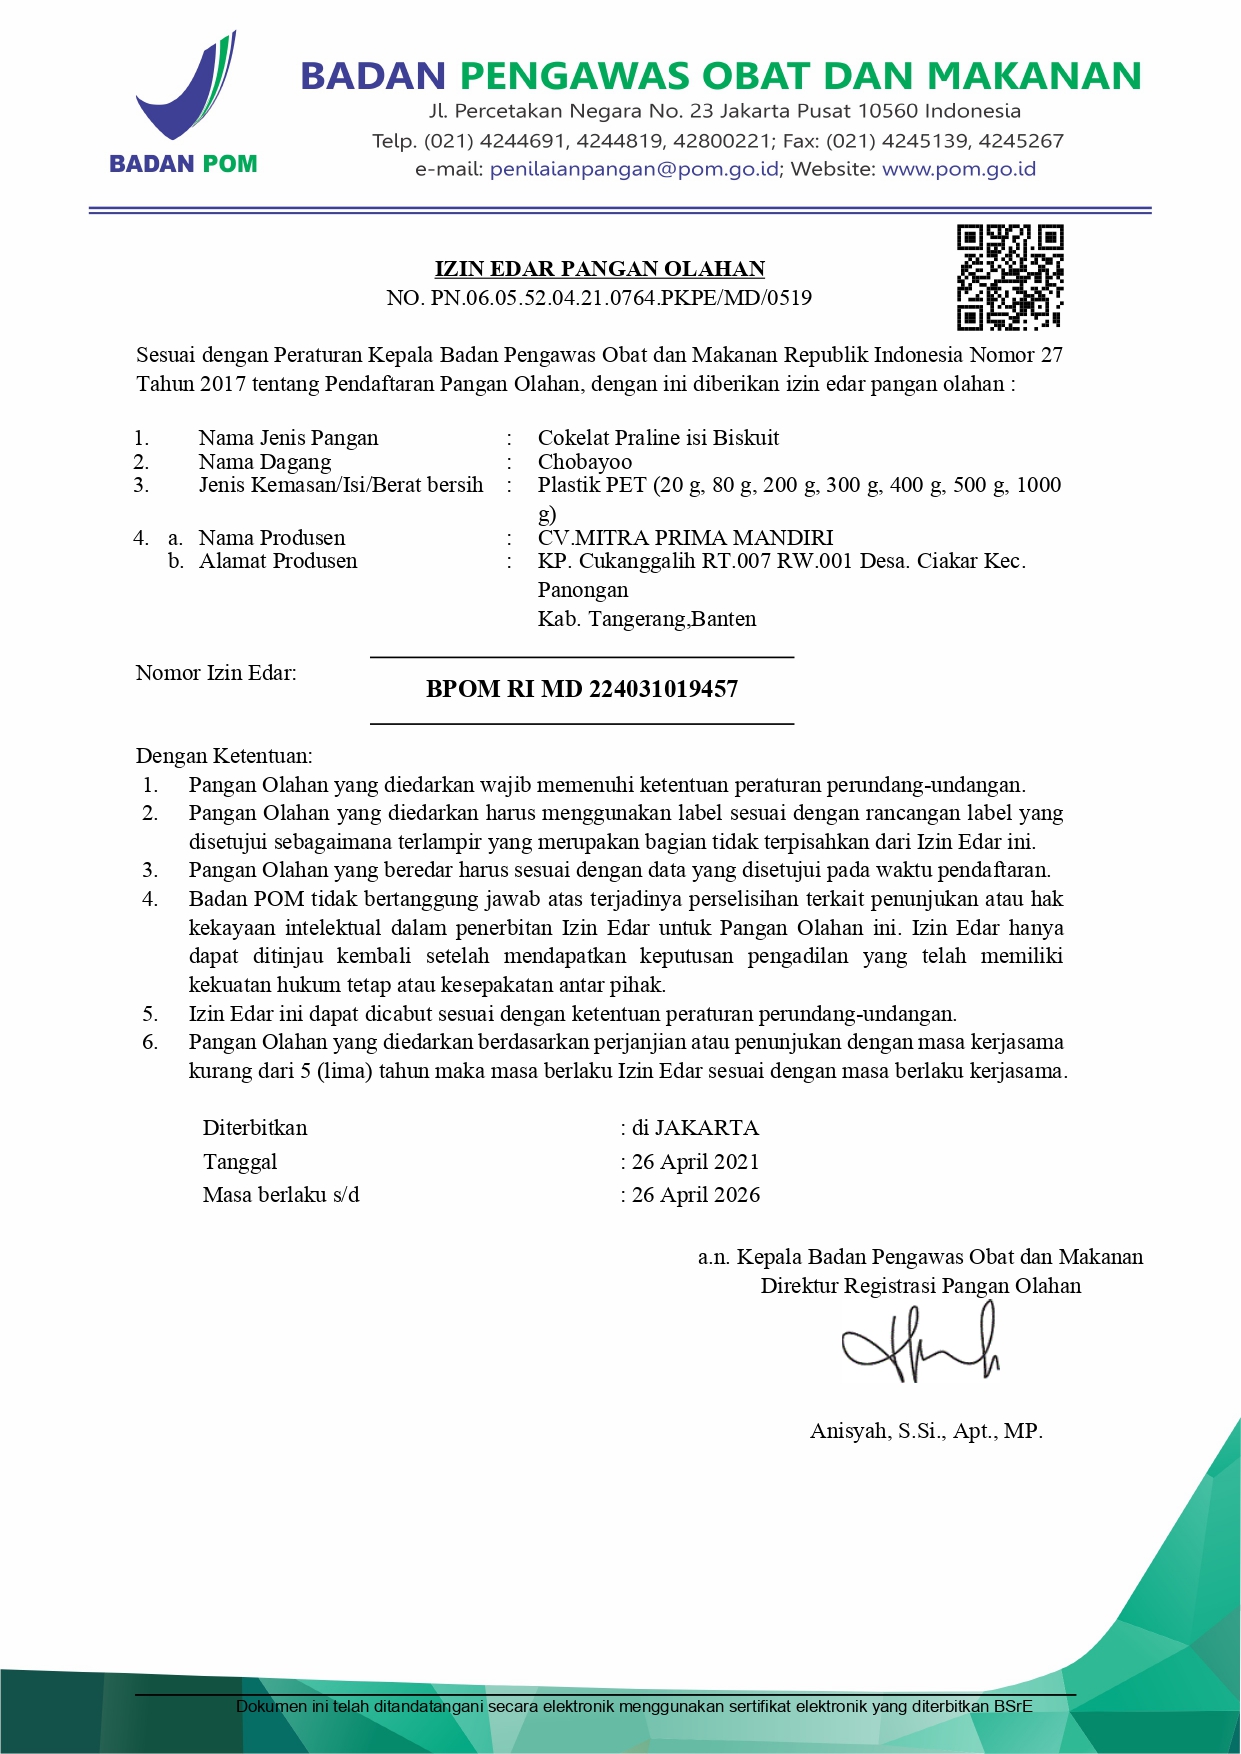 BADAN POM
BADAN PENGAWAS OBAT DAN MAKANAN
Jl. Percetakan Negara No. 23 Jakarta Pusat 10560 Indonesia
Telp. (021) 4244691, 4244819, 42800221; Fax: (021) 4245139, 4245267
e-mail: penilaianpangan@pom.go.id; Website: www.pom.go.id
IZIN EDAR PANGAN OLAHAN
NO. PN.06.05.52.04.21.0764.PKPE/MD/0519
Sesuai dengan Peraturan Kepala Badan Pengawas Obat dan Makanan Republik Indonesia Nomor 27
Tahun 2017 tentang Pendaftaran Pangan Olahan, dengan ini diberikan izin edar pangan olahan :
1. Nama Jenis Pangan : Cokelat Praline isi Biskuit
2. Nama Dagang : Chobayoo
3. Jenis Kemasan/Isi/Berat bersih : Plastik PET (20 g, 80 g, 200 g, 300 g, 400 g, 500 g, 1000
g)
4. a. Nama Produsen : CV.MITRA PRIMA MANDIRI
b. Alamat Produsen : KP. Cukanggalih RT.007 RW.001 Desa. Ciakar Kec.
Panongan
Kab. Tangerang,Banten
Nomor Izin Edar:
BPOM RI MD 224031019457
Dengan Ketentuan:
1. Pangan Olahan yang diedarkan wajib memenuhi ketentuan peraturan perundang-undangan.
2. Pangan Olahan yang diedarkan harus menggunakan label sesuai dengan rancangan label yang
disetujui sebagaimana terlampir yang merupakan bagian tidak terpisahkan dari Izin Edar ini.
3. Pangan Olahan yang beredar harus sesuai dengan data yang disetujui pada waktu pendaftaran.
4. Badan POM tidak bertanggung jawab atas terjadinya perselisihan terkait penunjukan atau hak
kekayaan intelektual dalam penerbitan Izin Edar untuk Pangan Olahan ini. Izin Edar hanya
dapat ditinjau kembali setelah mendapatkan keputusan pengadilan yang telah memiliki
kekuatan hukum tetap atau kesepakatan antar pihak.
5. Izin Edar ini dapat dicabut sesuai dengan ketentuan peraturan perundang-undangan.
6. Pangan Olahan yang diedarkan berdasarkan perjanjian atau penunjukan dengan masa kerjasama
kurang dari 5 (lima) tahun maka masa berlaku Izin Edar sesuai dengan masa berlaku kerjasama.
Diterbitkan : di JAKARTA
Tanggal : 26 April 2021
Masa berlaku s/d : 26 April 2026
a.n. Kepala Badan Pengawas Obat dan Makanan
Direktur Registrasi Pangan Olahan
Anisyah, S.Si., Apt., MP.
Dokumen ini telah ditandatangani secara elektronik menggunakan sertifikat elektronik yang diterbitkan BSrE